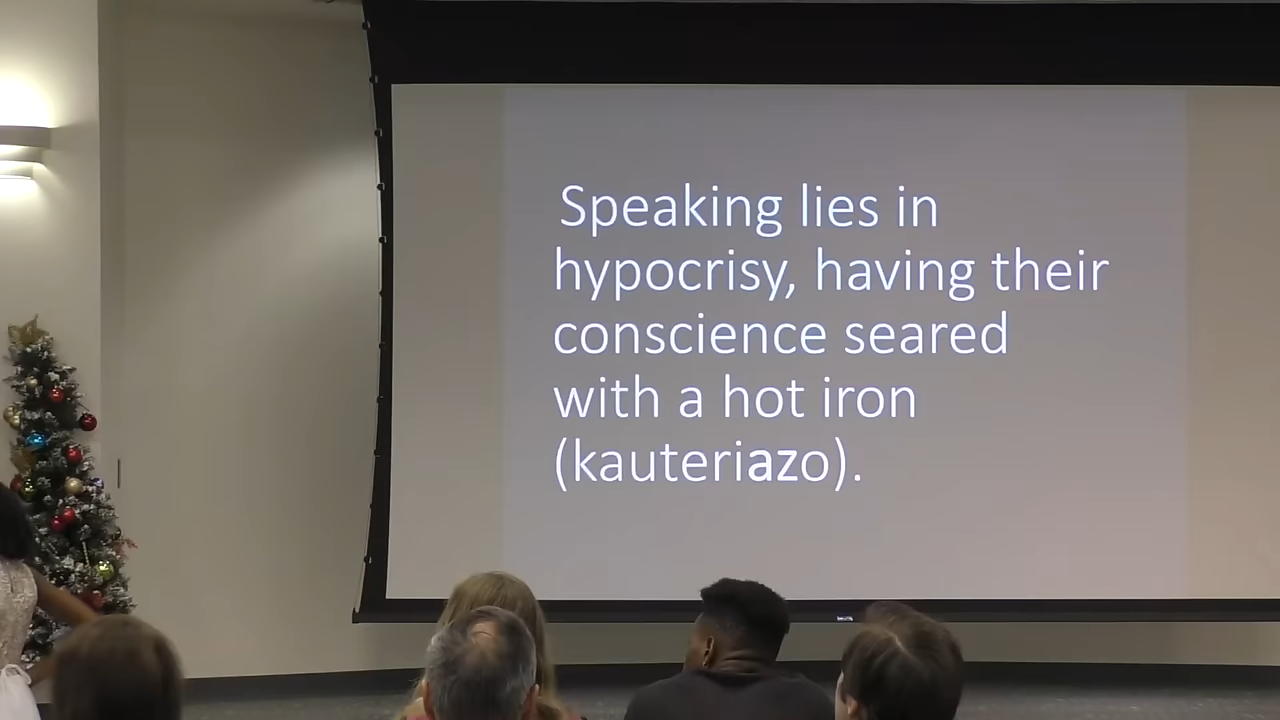 Speaking lies in
hypocrisy, having their
conscience seared
with a hot iron
(kauteriazo).